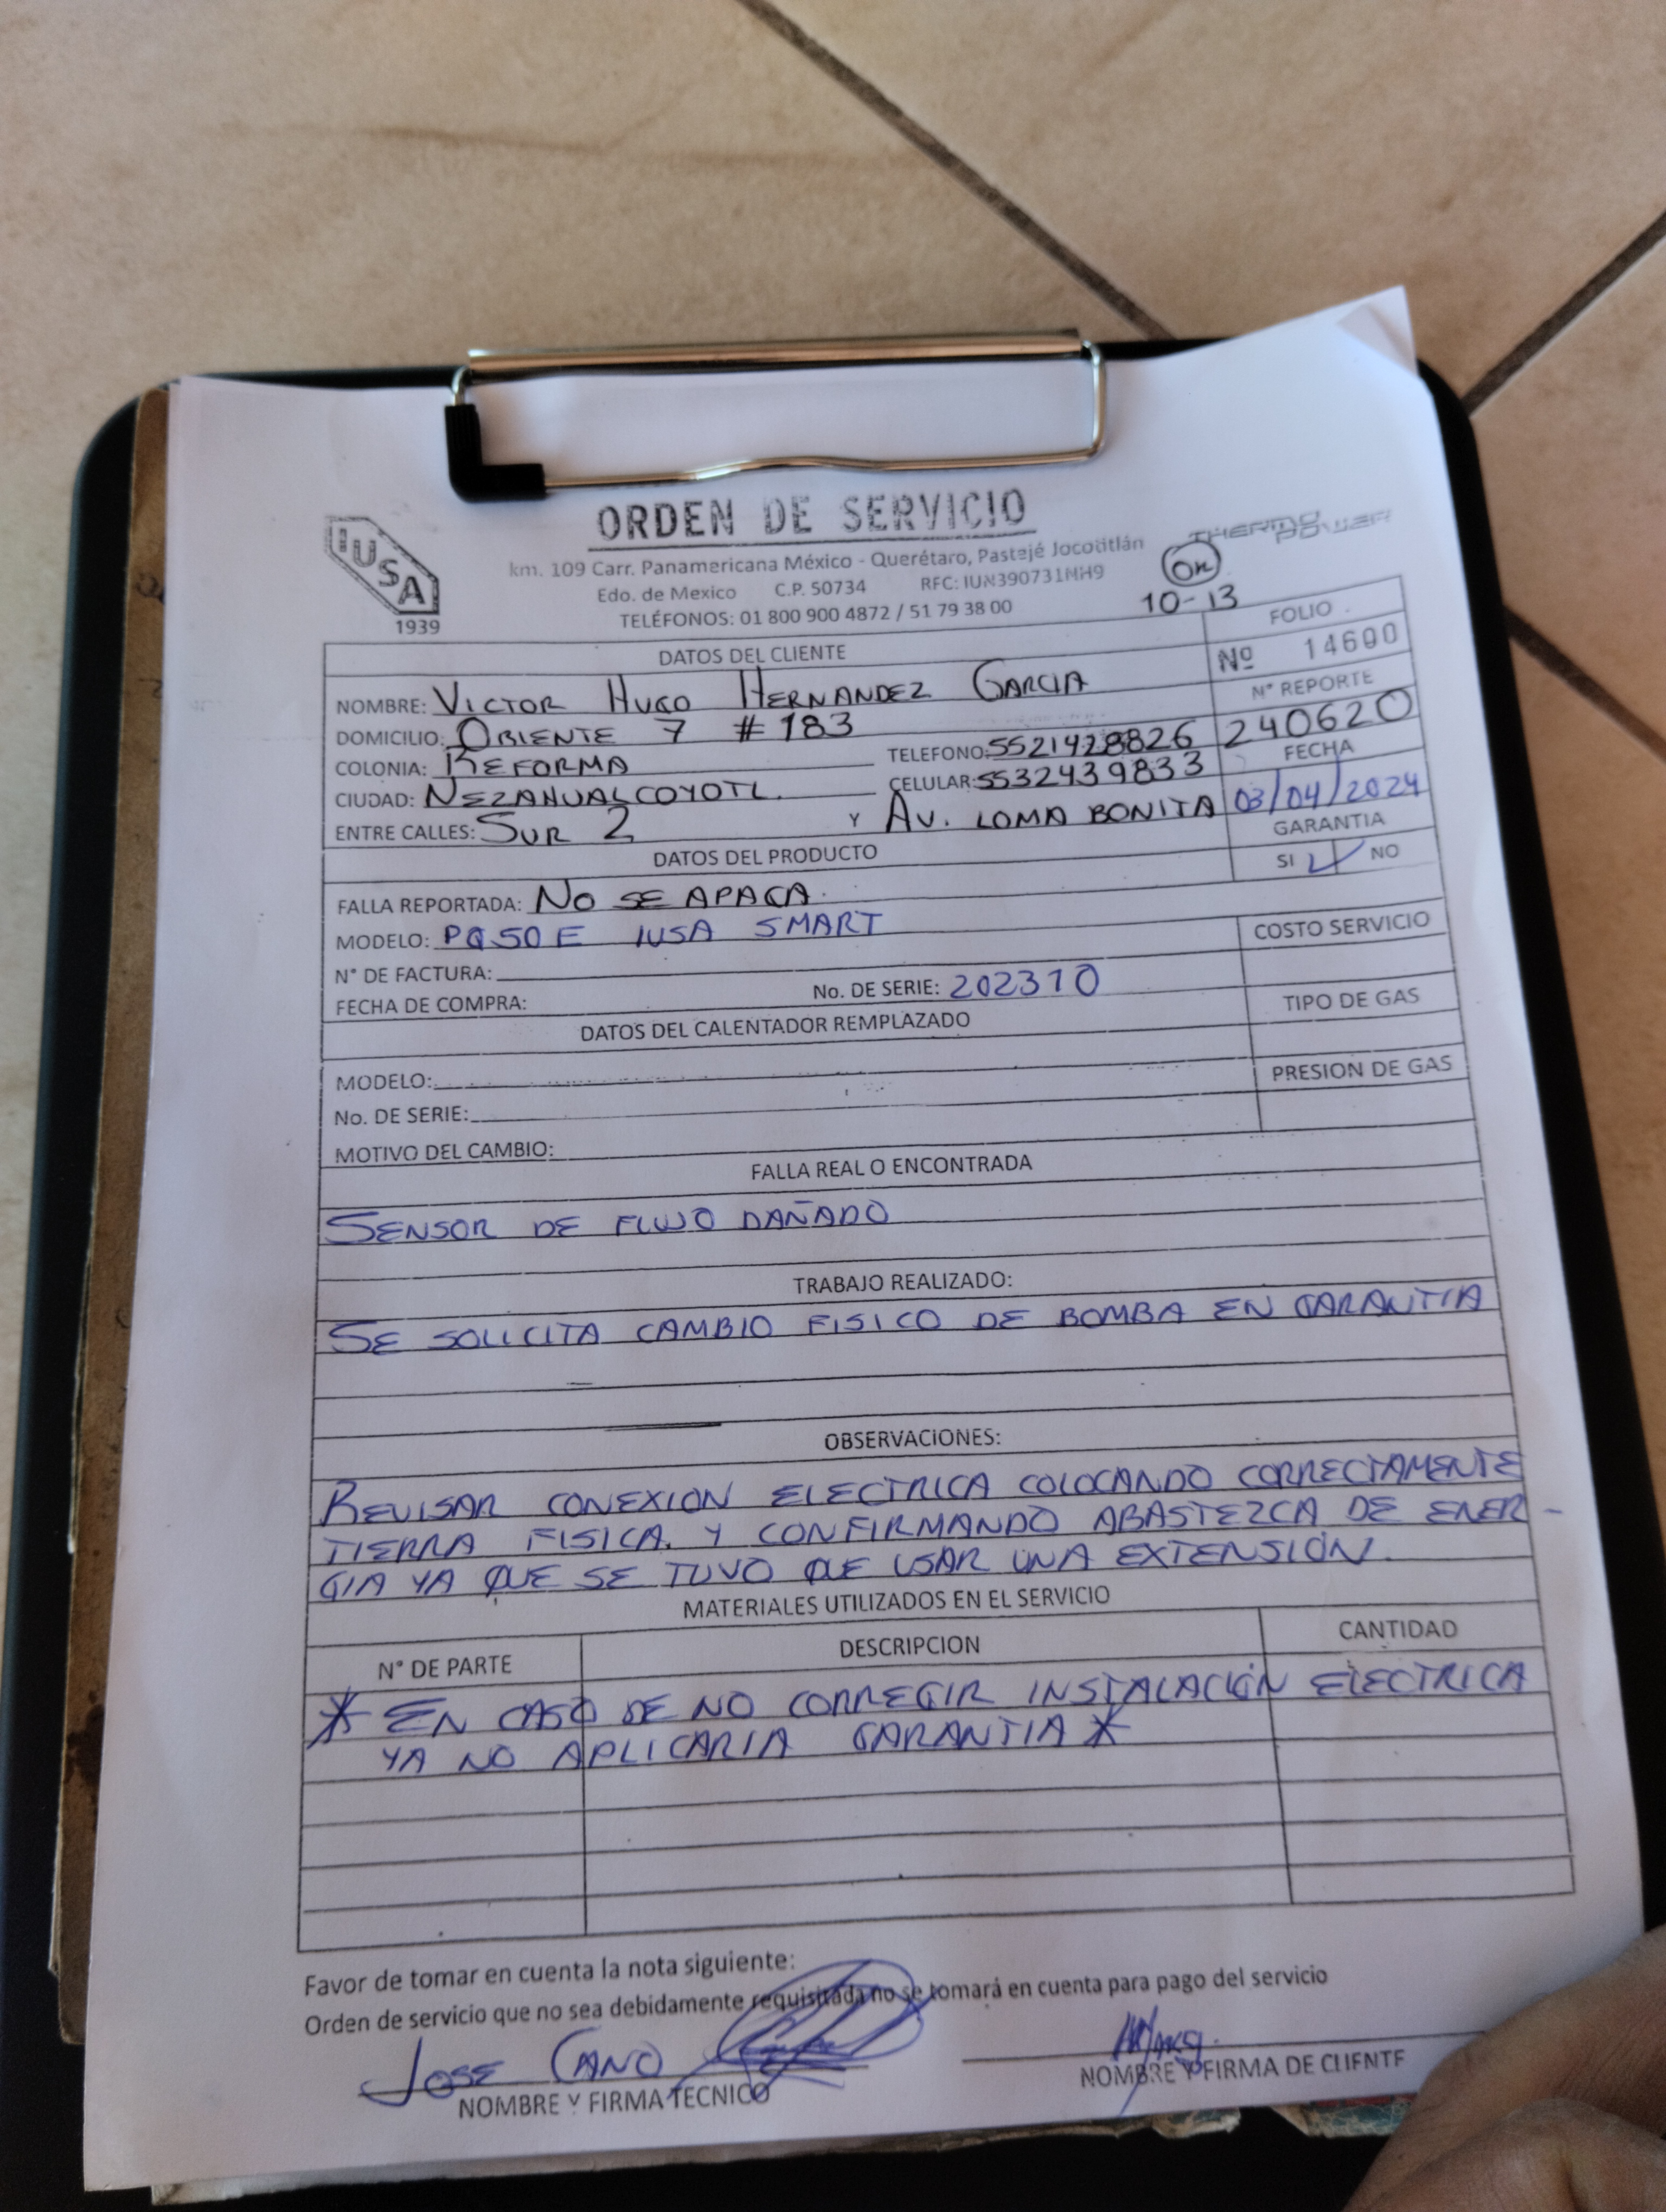 ORDEN DE SERVICIO
IUSA
1939
THERMO POWER
km. 109 Carr. Panamericana México - Querétaro, Pastejé Jocotitlán
Edo. de Mexico C.P. 50734 RFC: IUN390731NH9
TELÉFONOS: 01 800 900 4872 / 51 79 38 00
OK
10-13
DATOS DEL CLIENTE
FOLIO
Nº 14600
NOMBRE: VICTOR HUGO HERNANDEZ GARCIA
N° REPORTE
240620
DOMICILIO: ORIENTE 7 # 183
TELEFONO: 5521428826
COLONIA: REFORMA
CELULAR: 5532439833
FECHA
03/04/2024
CIUDAD: NEZAHUALCOYOTL.
ENTRE CALLES: SUR 2 Y AV. LOMA BONITA
GARANTIA
SI ✓ NO
DATOS DEL PRODUCTO
FALLA REPORTADA: NO SE APAGA.
MODELO: PQ50E IUSA SMART
COSTO SERVICIO
N° DE FACTURA:
No. DE SERIE: 202310
FECHA DE COMPRA:
TIPO DE GAS
DATOS DEL CALENTADOR REMPLAZADO
MODELO:
PRESION DE GAS
No. DE SERIE:
MOTIVO DEL CAMBIO:
FALLA REAL O ENCONTRADA
SENSOR DE FLUJO DAÑADO
TRABAJO REALIZADO:
SE SOLICITA CAMBIO FISICO DE BOMBA EN GARANTIA
OBSERVACIONES:
REVISAR CONEXION ELECTRICA COLOCANDO CORRECTAMENTE
TIERRA FISICA. Y CONFIRMANDO ABASTEZCA DE ENER-
GIA YA QUE SE TUVO QUE USAR UNA EXTENSIÓN.
MATERIALES UTILIZADOS EN EL SERVICIO
N° DE PARTE DESCRIPCION CANTIDAD
* EN CASO DE NO CORREGIR INSTALACIÓN ELECTRICA
YA NO APLICARIA GARANTIA *
Favor de tomar en cuenta la nota siguiente:
Orden de servicio que no sea debidamente requisitada no se tomará en cuenta para pago del servicio
JOSE CANO
NOMBRE Y FIRMA TECNICO
NOMBRE Y FIRMA DE CLIENTE